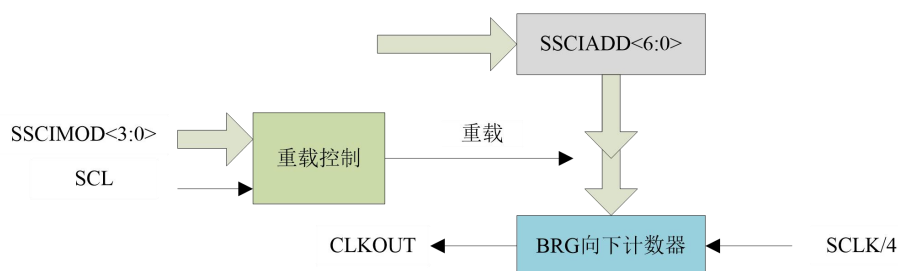 SSCIADD<6:0>
SSCIMOD<3:0>
重载控制
重载
SCL
CLKOUT
BRG向下计数器
SCLK/4